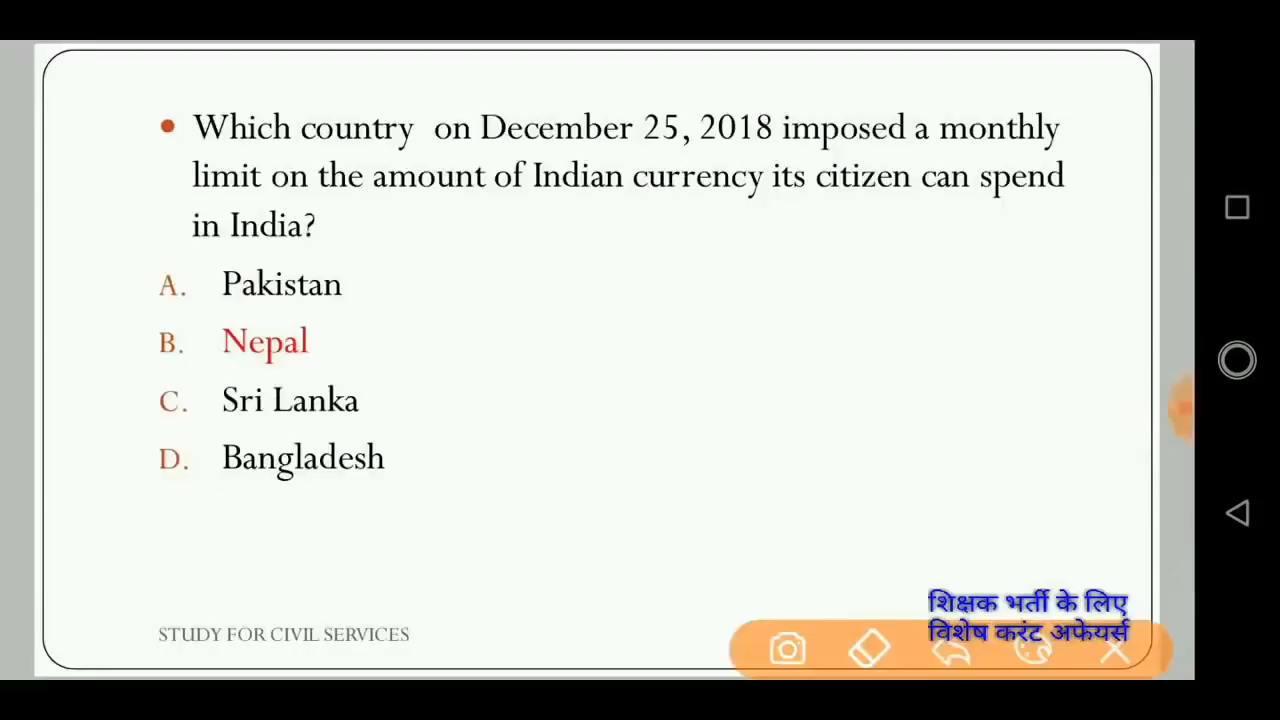 Which country on December 25, 2018 imposed a monthly
limit on the amount of Indian currency its citizen can spend
in India?
A. Pakistan
B. Nepal
C. Sri Lanka
D. Bangladesh
शिक्षक भर्ती के लिए
विशेष करंट अफेयर्स
STUDY FOR CIVIL SERVICES